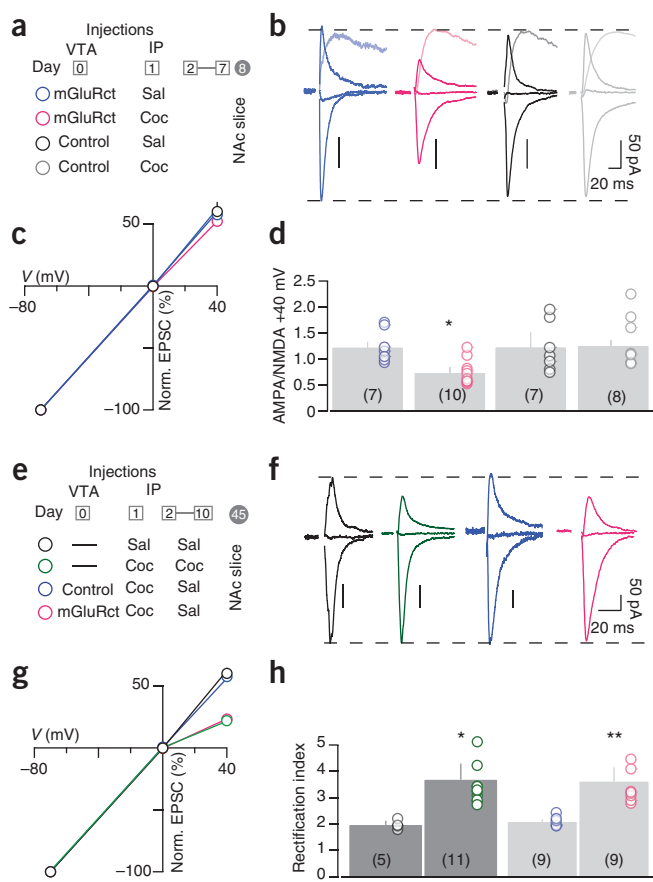 a
Injections
VTA IP
Day 0 1 2 7 8
mGluRct Sal
mGluRct Coc
Control Sal
Control Coc
NAc slice
b
50 pA
20 ms
c
50
V (mV)
−80 40
Norm. EPSC (%)
−100
d
AMPA/NMDA +40 mV
2.5
2.0
1.5
1.0
0.5
0
*
(7) (10) (7) (8)
e
Injections
VTA IP
Day 0 1 2 10 45
Sal Sal
Coc Coc
Control Coc Sal
mGluRct Coc Sal
NAc slice
f
50 pA
20 ms
g
50
V (mV)
−80 40
Norm. EPSC (%)
−100
h
Rectification index
5
4
3
2
1
0
* **
(5) (11) (9) (9)